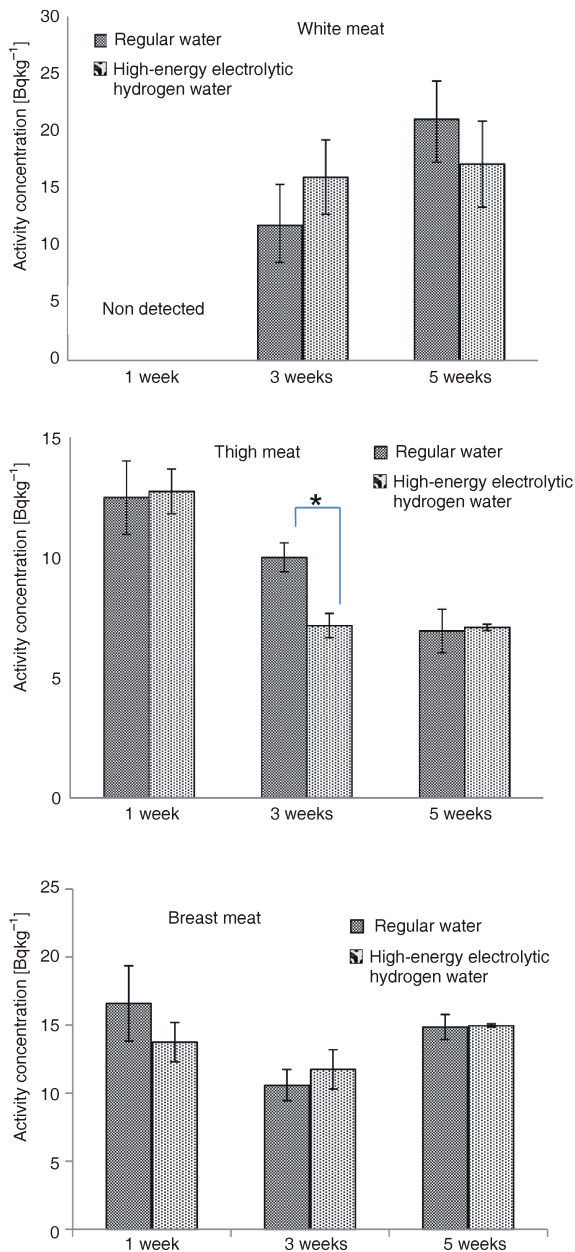 White meat
Regular water
High-energy electrolytic
hydrogen water
Activity concentration [Bqkg⁻¹]
30
25
20
15
10
5
0
Non detected
1 week 3 weeks 5 weeks
Thigh meat
Regular water
High-energy electrolytic
hydrogen water
Activity concentration [Bqkg⁻¹]
15
10
5
0
*
1 week 3 weeks 5 weeks
Breast meat
Regular water
High-energy electrolytic
hydrogen water
Activity concentration [Bqkg⁻¹]
25
20
15
10
5
0
1 week 3 weeks 5 weeks